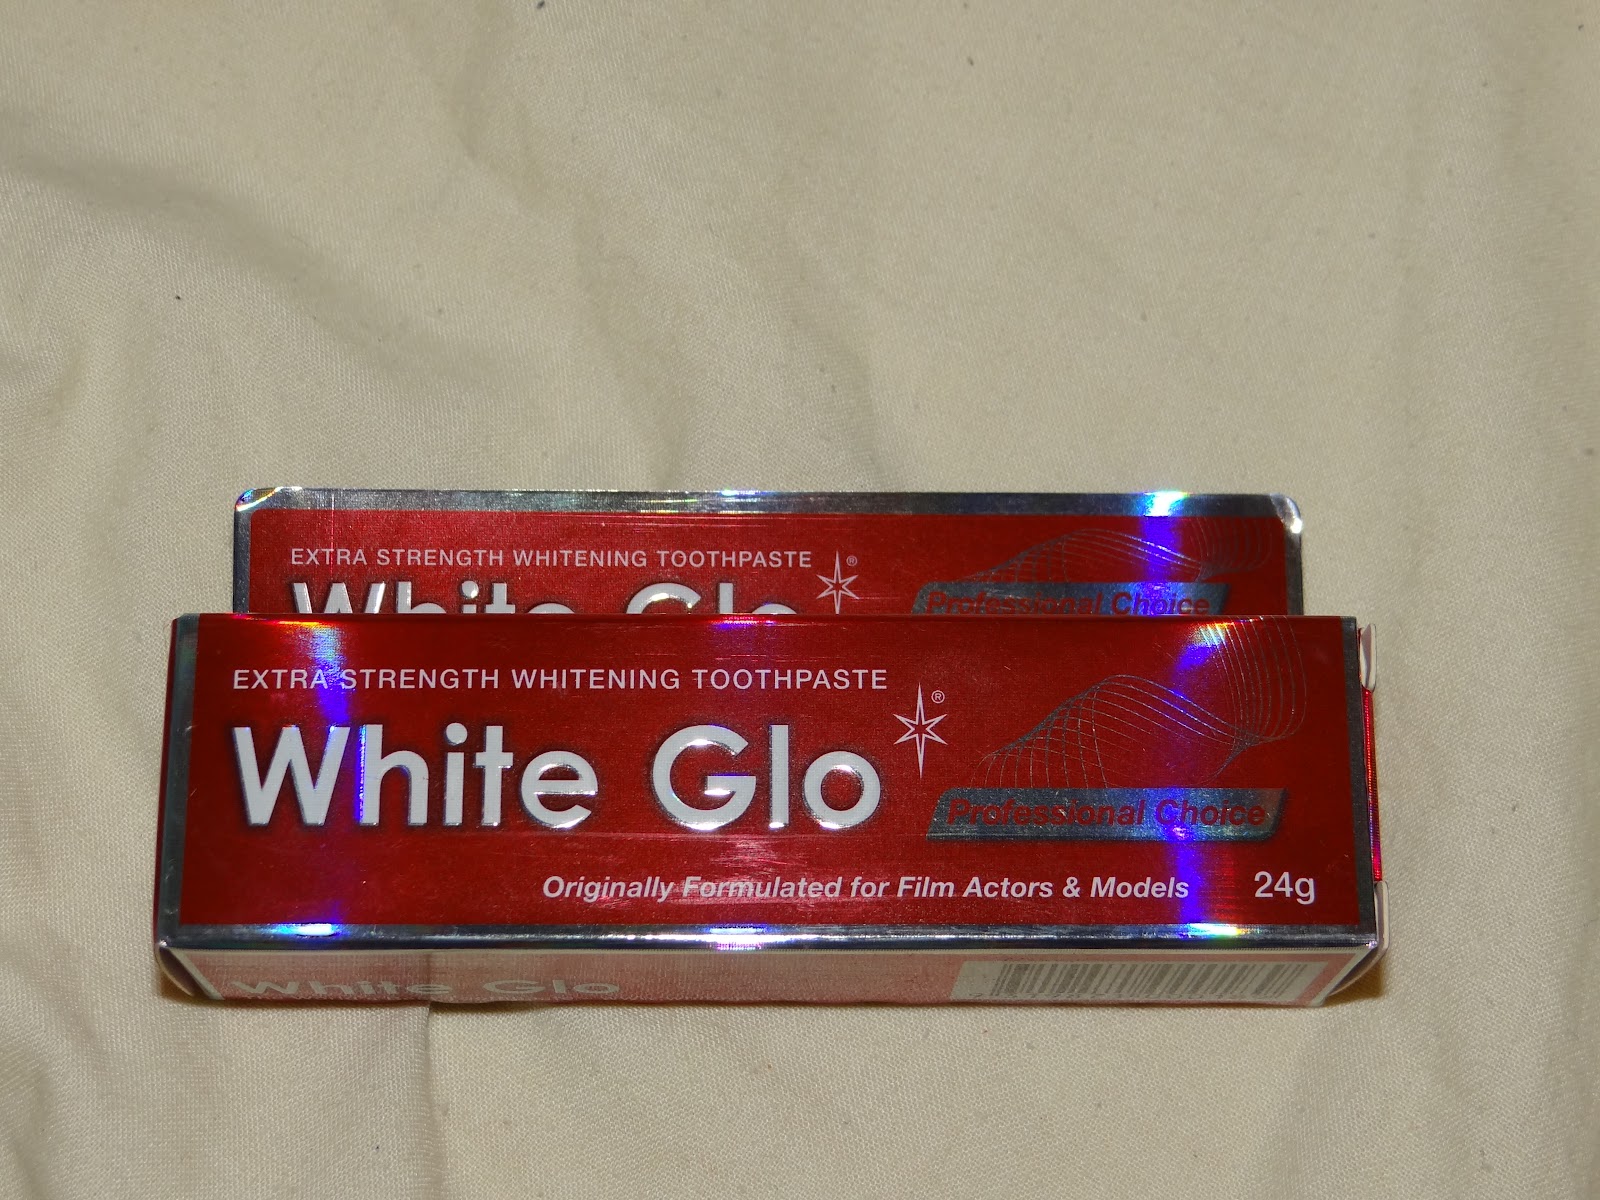 EXTRA STRENGTH WHITENING TOOTHPASTE
White Glo ®
Professional Choice
EXTRA STRENGTH WHITENING TOOTHPASTE
White Glo ®
Professional Choice
Originally Formulated for Film Actors & Models 24g
White Glo